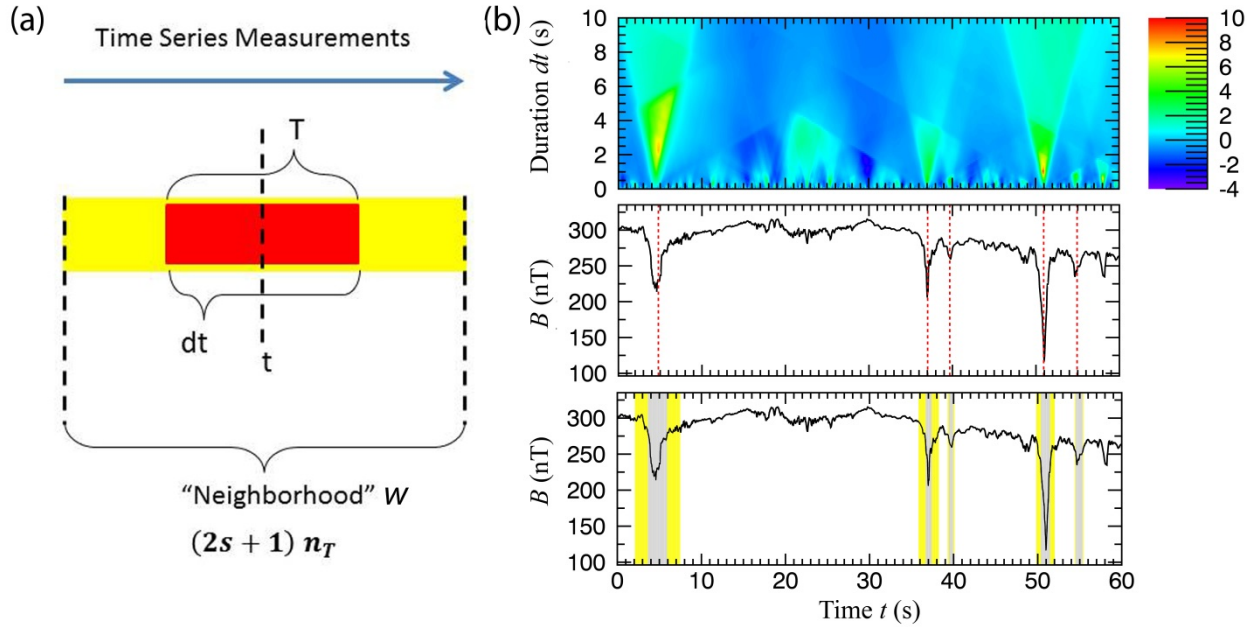 (a)
Time Series Measurements
T
dt
t
“Neighborhood” W
(2s + 1) n_T
(b)
Duration dt (s)
10
8
6
4
2
0
10
8
6
4
2
0
-2
-4
B (nT)
300
250
200
150
100
B (nT)
300
250
200
150
100
0 10 20 30 40 50 60
Time t (s)